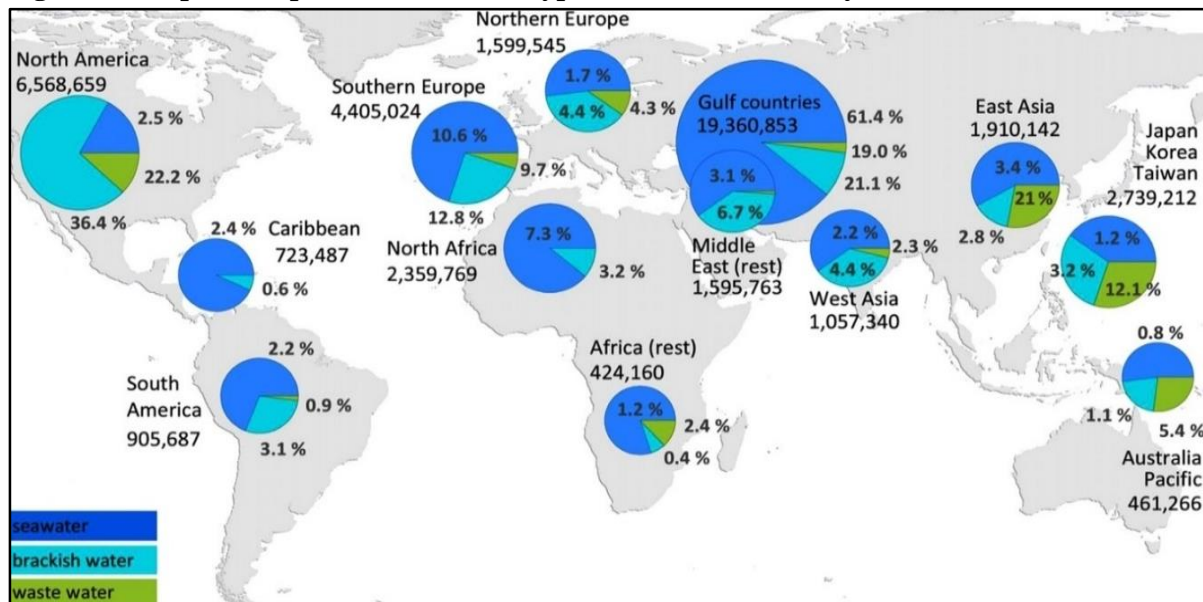 Northern Europe
1,599,545
1.7 %
4.4 %
4.3 %
North America
6,568,659
2.5 %
22.2 %
36.4 %
Southern Europe
4,405,024
10.6 %
9.7 %
12.8 %
Gulf countries
19,360,853
61.4 %
19.0 %
21.1 %
3.1 %
6.7 %
Middle
East (rest)
1,595,763
East Asia
1,910,142
3.4 %
21 %
2.8 %
Japan
Korea
Taiwan
2,739,212
1.2 %
3.2 %
12.1 %
2.4 %
Caribbean
723,487
0.6 %
North Africa
2,359,769
7.3 %
3.2 %
2.2 %
2.3 %
4.4 %
West Asia
1,057,340
2.2 %
South
America
905,687
0.9 %
3.1 %
Africa (rest)
424,160
1.2 %
2.4 %
0.4 %
0.8 %
1.1 %
5.4 %
Australia
Pacific
461,266
seawater
brackish water
waste water